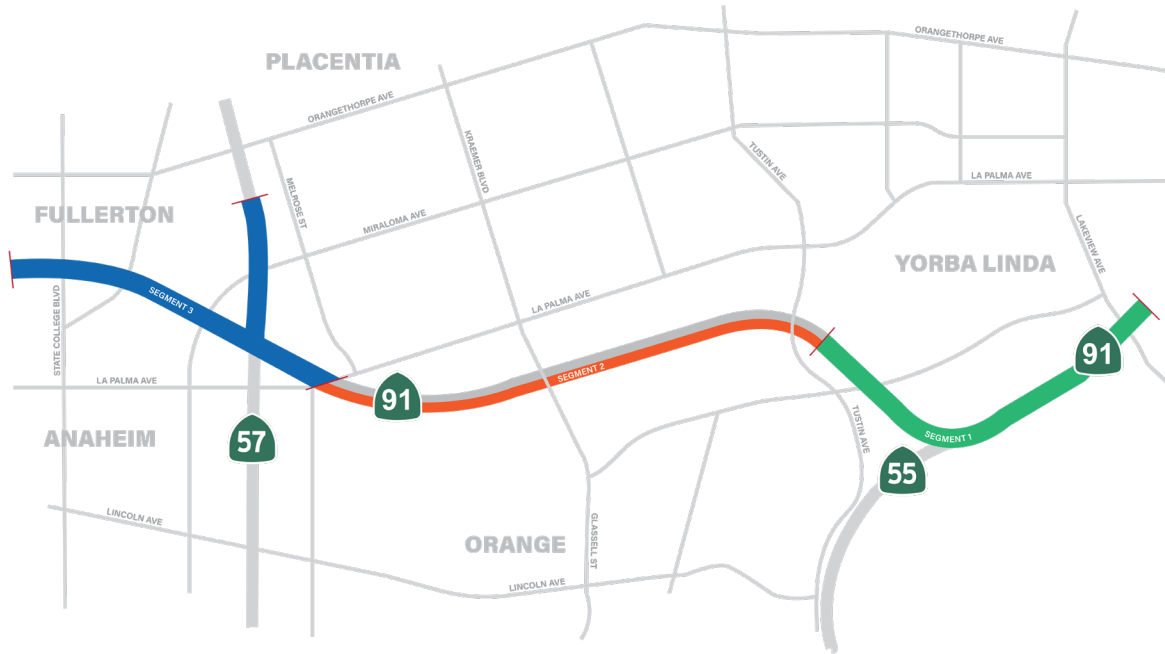 ORANGETHORPE AVE
PLACENTIA
ORANGETHORPE AVE
KRAEMER BLVD
TUSTIN AVE
LA PALMA AVE
MELROSE ST
FULLERTON
MIRALOMA AVE
LAKEVIEW AVE
YORBA LINDA
SEGMENT 3
LA PALMA AVE
STATE COLLEGE BLVD
91
SEGMENT 2
LA PALMA AVE
91
TUSTIN AVE
ANAHEIM
57
SEGMENT 1
55
LINCOLN AVE
ORANGE
GLASSELL ST
LINCOLN AVE